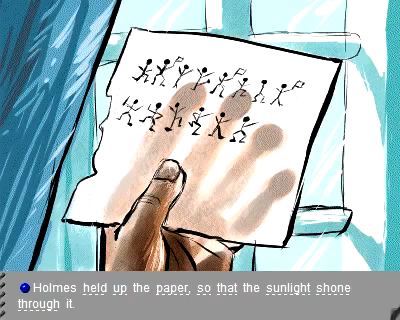 Holmes held up the paper, so that the sunlight shone
through it.